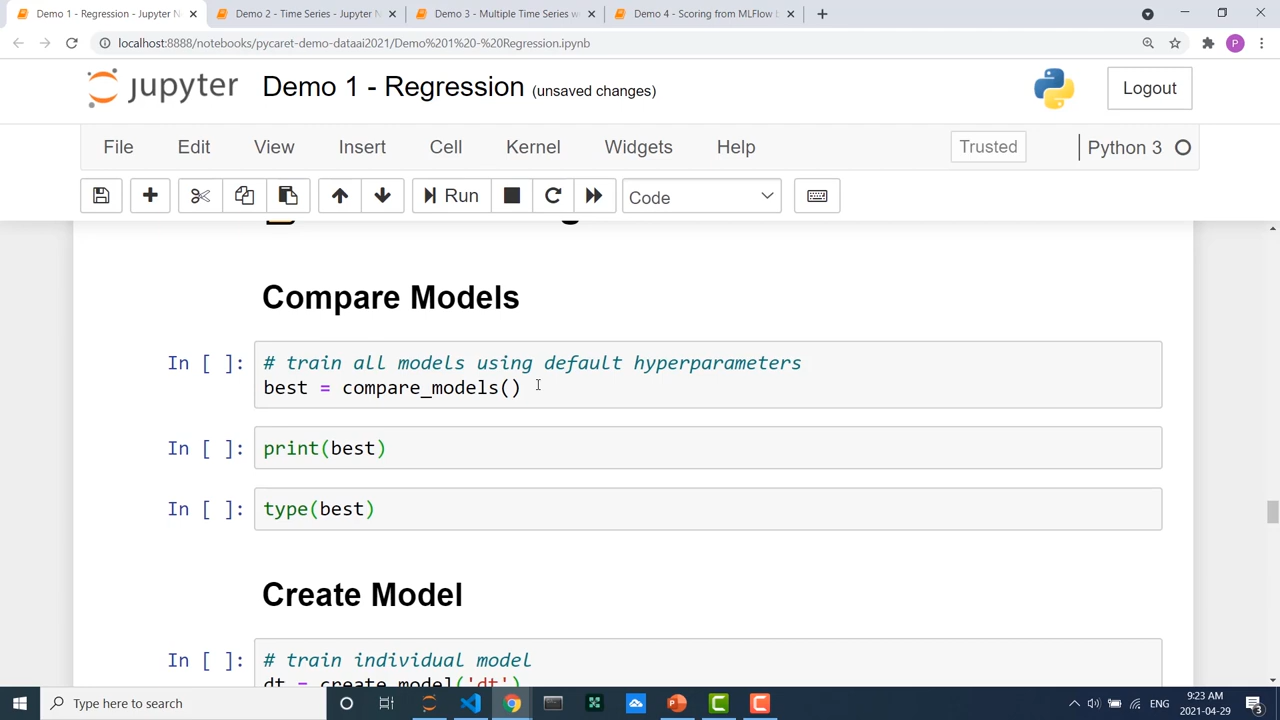 Demo 1 - Regression - Jupyter N
Demo 2 - Time Series - Jupyter N
Demo 3 - Multiple Time Series w
Demo 4 - Scoring from MLFlow L
localhost:8888/notebooks/pycaret-demo-dataai2021/Demo%201%20-%20Regression.ipynb
P
jupyter Demo 1 - Regression (unsaved changes)
Logout
File Edit View Insert Cell Kernel Widgets Help
Trusted
Python 3
Run
Code
Compare Models
In [ ]: # train all models using default hyperparameters
best = compare_models()
In [ ]: print(best)
In [ ]: type(best)
Create Model
In [ ]: # train individual model
dt = create_model('dt')
Type here to search
ENG
9:23 AM
2021-04-29
3